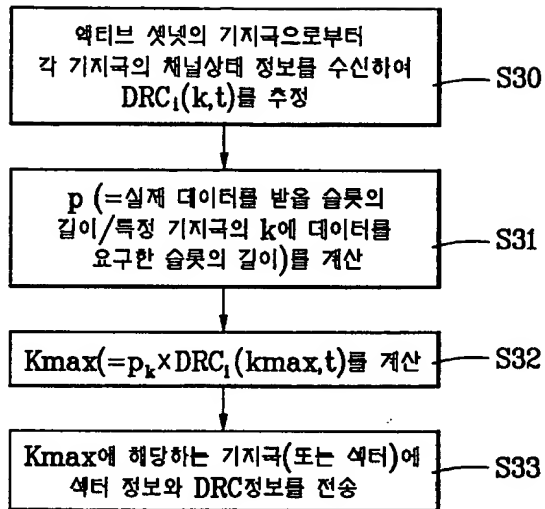 액티브 셋넷의 기지국으로부터
각 기지국의 채널상태 정보를 수신하여
DRC₁(k,t)를 추정
S30
p (=실제 데이터를 받을 슬롯의
길이/특정 기지국의 k에 데이터를
요구한 슬롯의 길이)를 계산
S31
Kmax(=pₖ×DRC₁(kmax,t)를 계산
S32
Kmax에 해당하는 기지국(또는 섹터)에
섹터 정보와 DRC정보를 전송
S33